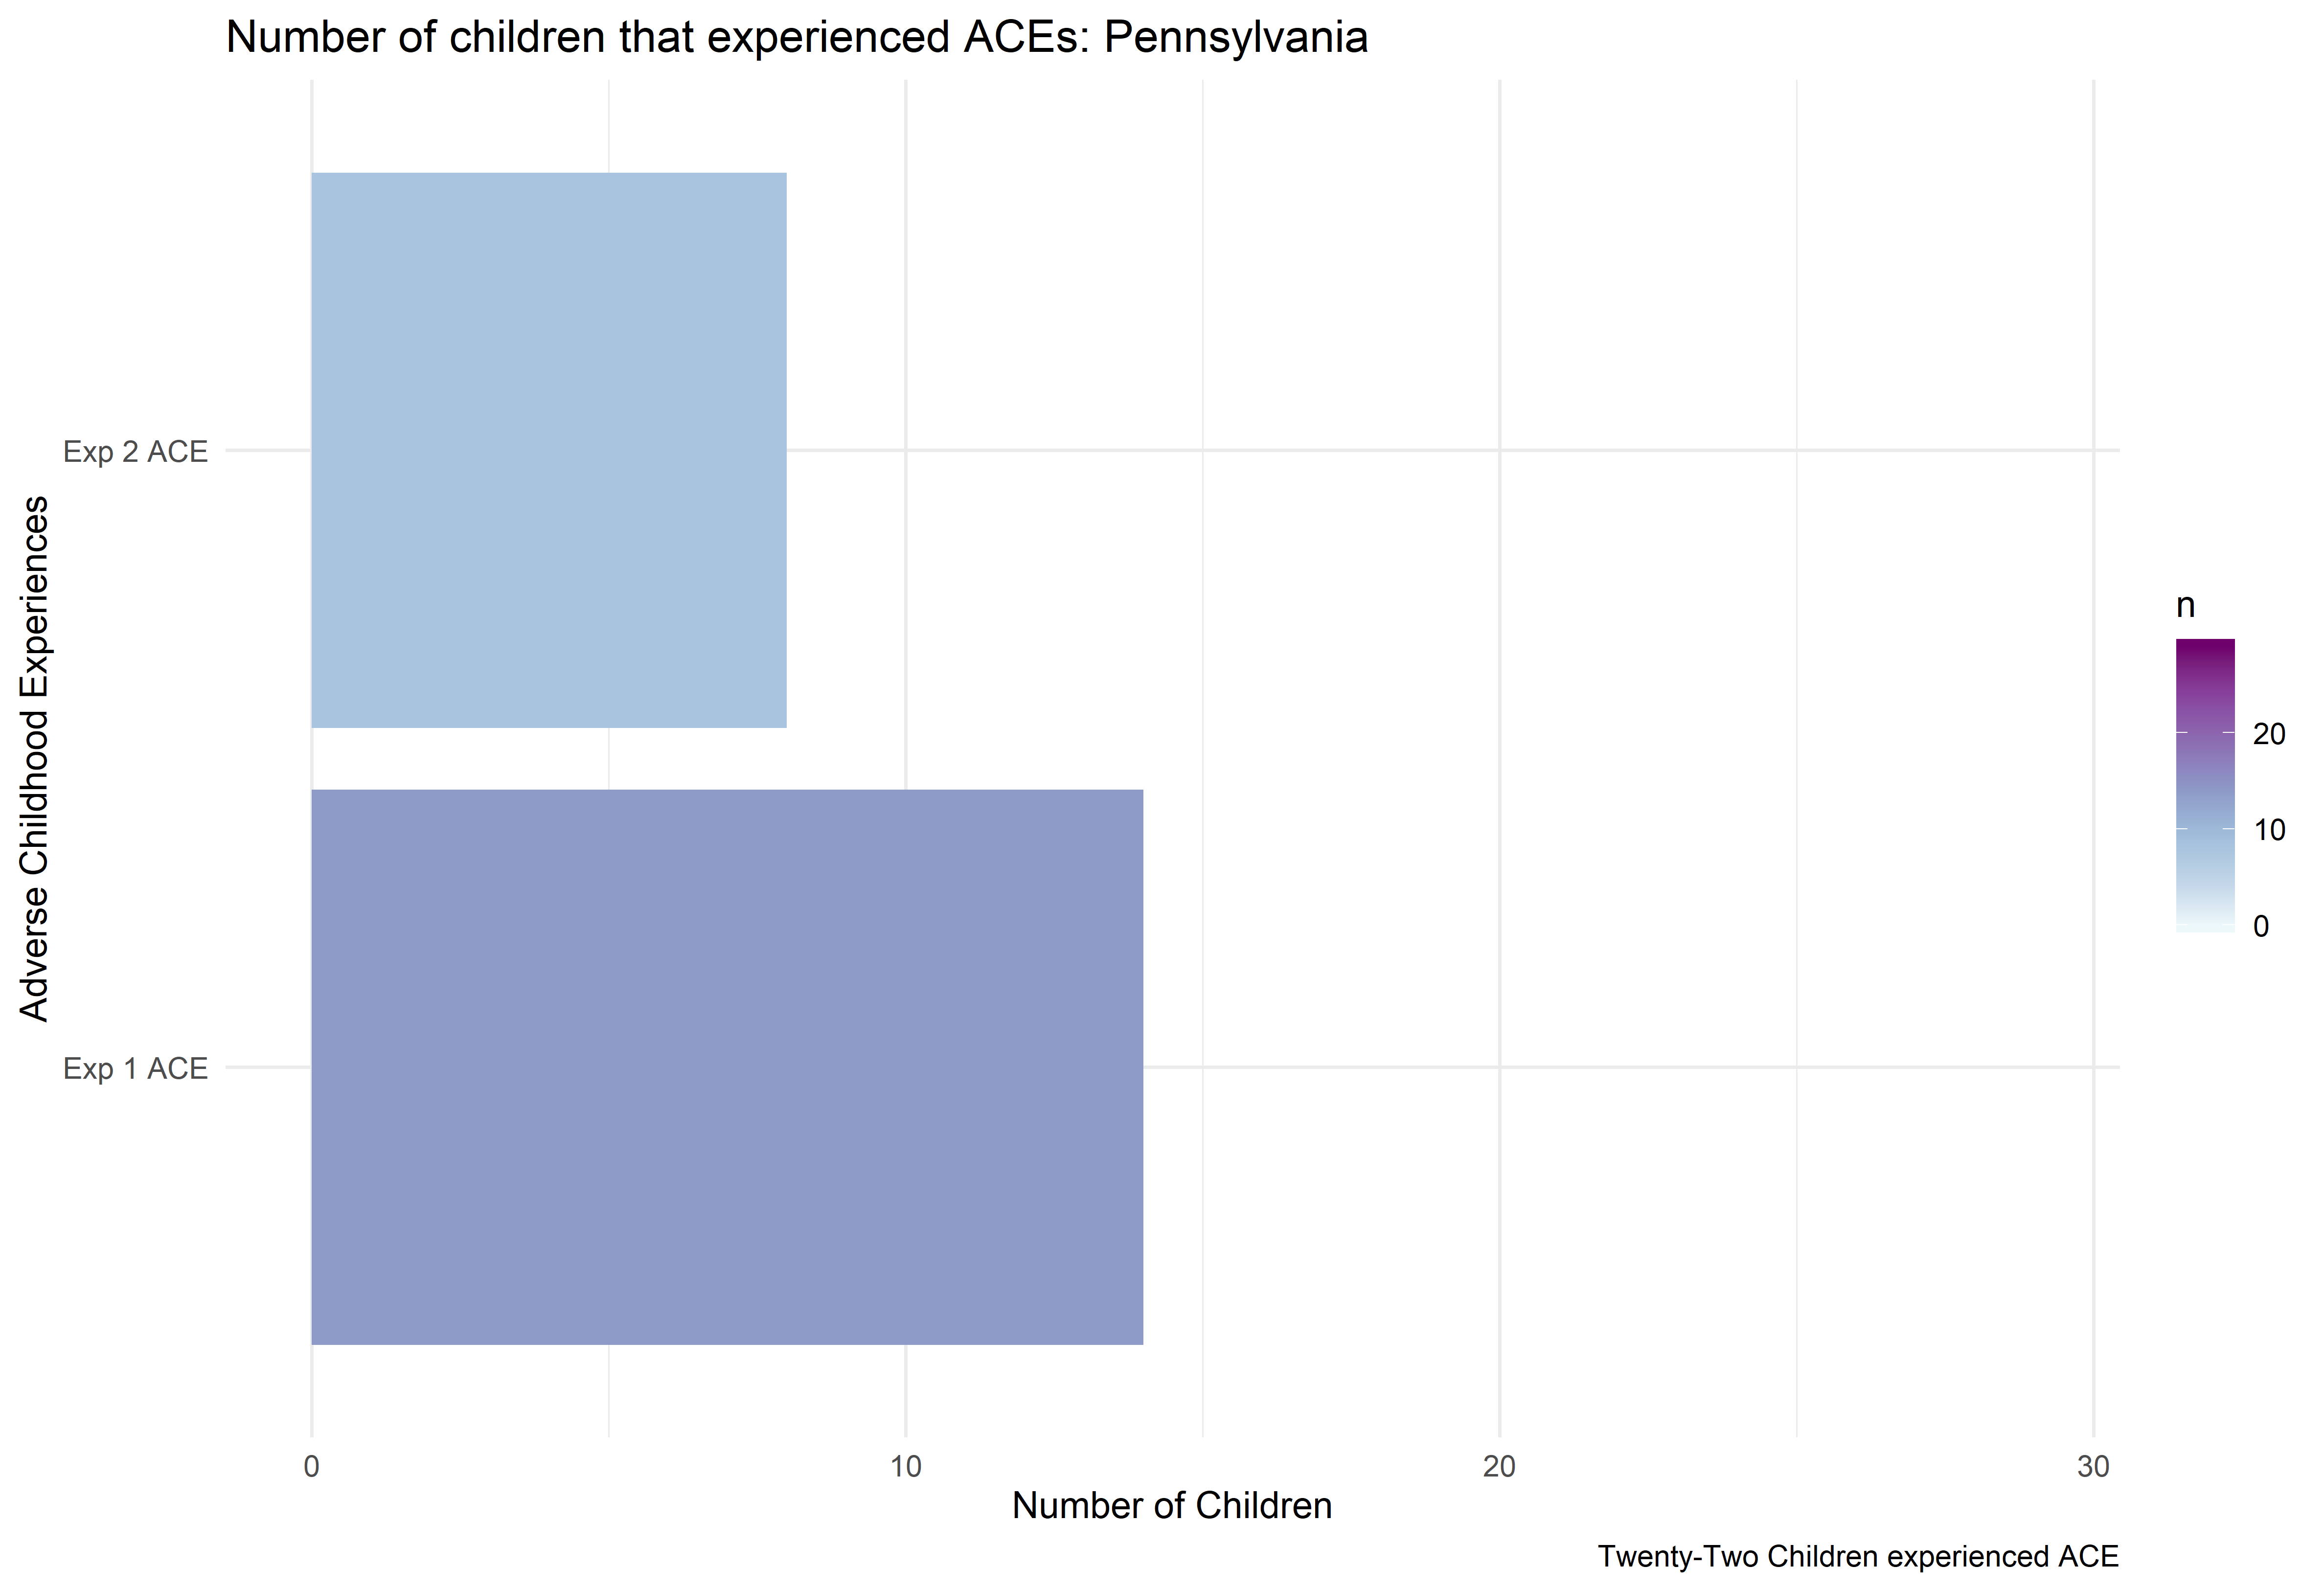 Number of children that experienced ACEs: Pennsylvania
Adverse Childhood Experiences
Exp 2 ACE
Exp 1 ACE
0
10
20
30
Number of Children
n
20
10
0
Twenty-Two Children experienced ACE